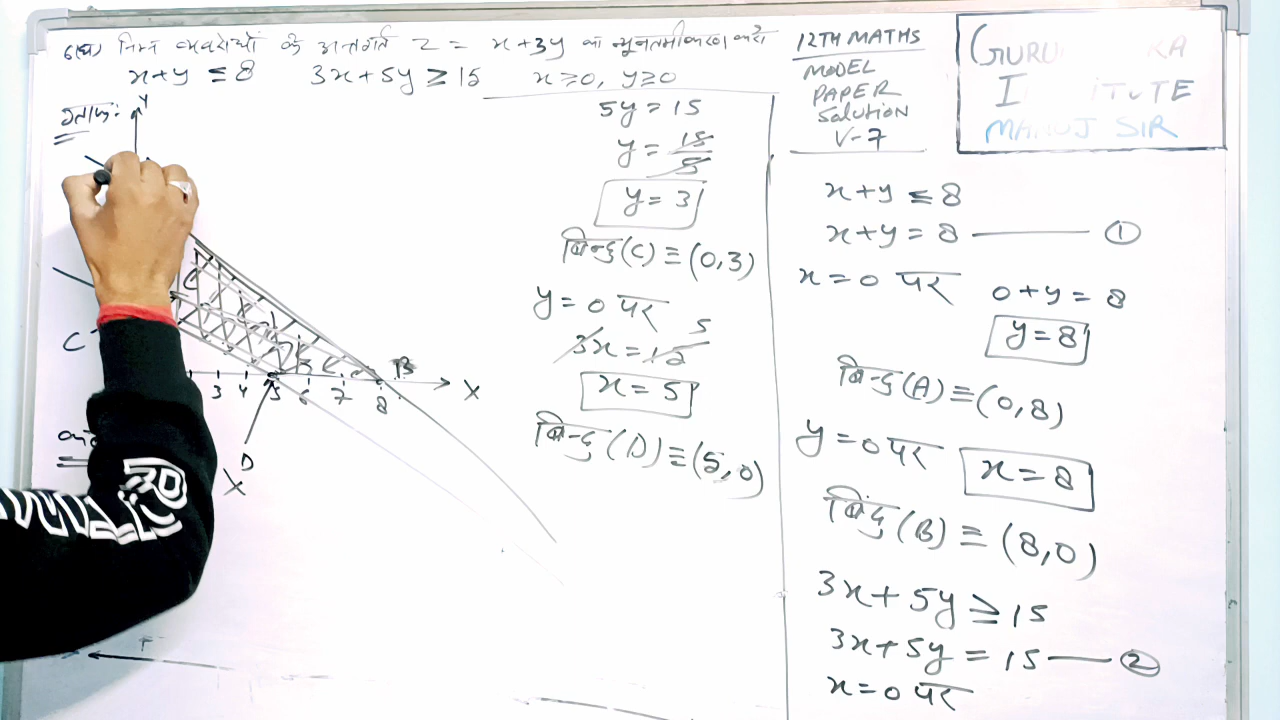 6(ब) निम्न व्यवरोधों के अन्तर्गत Z = x+3y का न्यूनतमीकरण करो
x+y ≤ 8 3x+5y ≥ 15 x≥0, y≥0
Y
C
3 4 5 6 7 8
B
X
D
X
5y = 15
y = 15/5
y = 3
बिन्दु(C) ≡ (0,3)
y = 0 पर
3x = 15 5
x = 5
बिन्दु(D) ≡ (5,0)
12TH MATHS
MODEL
PAPER
Solution
V-7
I
MANUJ SIR
x+y ≤ 8
x+y = 8 ——— ①
x = 0 पर 0+y = 8
y = 8
बिन्दु(A) ≡ (0,8)
y = 0 पर x = 8
बिंदु(B) ≡ (8,0)
3x + 5y ≥ 15
3x + 5y = 15 —— ②
x = 0 पर